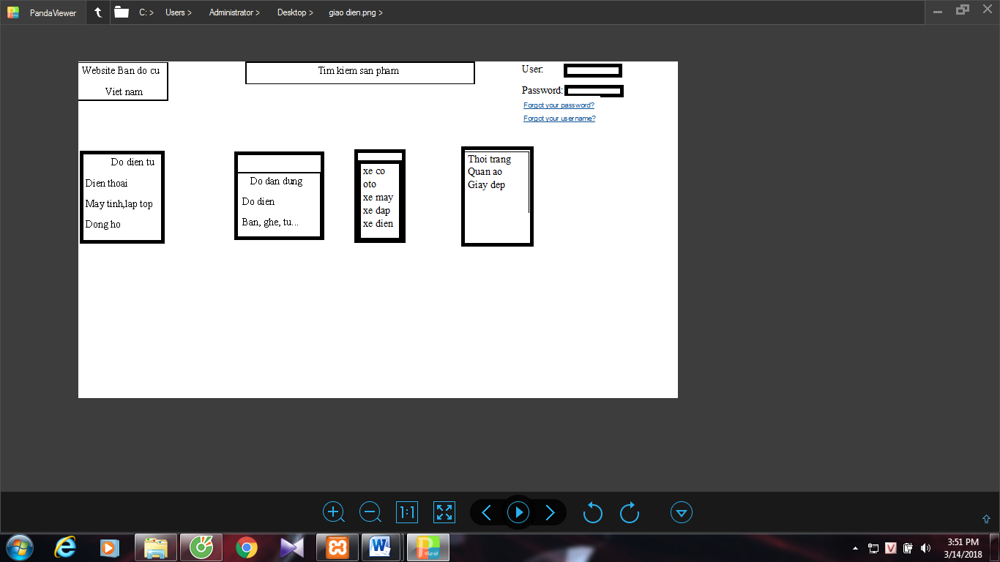 PandaViewer
C: > Users > Administrator > Desktop > giao dien.png >
Website Ban do cu
Viet nam
Tim kiem san pham
User:
Password:
Forgot your password?
Forgot your username?
Do dien tu
Dien thoai
May tinh,lap top
Dong ho
Do dan dung
Do dien
Ban, ghe, tu...
xe co
oto
xe may
xe dap
xe dien
Thoi trang
Quan ao
Giay dep
1:1
3:51 PM
3/14/2018